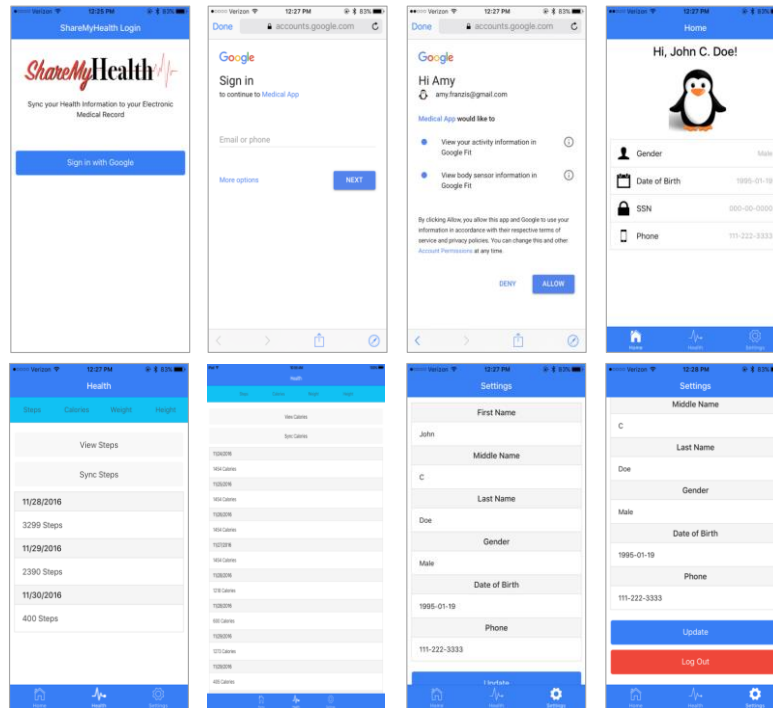 Verizon 12:25 PM 83%
ShareMyHealth Login
ShareMyHealth
Sync your Health Information to your Electronic
Medical Record
Sign in with Google
Verizon 12:27 PM 83%
Done accounts.google.com
Google
Sign in
to continue to Medical App
Email or phone
More options NEXT
Verizon 12:27 PM 83%
Done accounts.google.com
Google
Hi Amy
amy.franzis@gmail.com
Medical App would like to
View your activity information in
Google Fit
View body sensor information in
Google Fit
By clicking Allow, you allow this app and Google to use your
information in accordance with their respective terms of
service and privacy policies. You can change this and other
Account Permissions at any time.
DENY ALLOW
Verizon 12:27 PM 83%
Home
Hi, John C. Doe!
Gender Male
Date of Birth 1995-01-19
SSN 000-00-0000
Phone 111-222-3333
Home Health Settings
Verizon 12:27 PM 83%
Health
Steps Calories Weight Height
View Steps
Sync Steps
11/28/2016
3299 Steps
11/29/2016
2390 Steps
11/30/2016
400 Steps
Home Health Settings
Health
Steps Calories Weight Height
View Calories
Sync Calories
Verizon 12:27 PM 83%
Settings
First Name
John
Middle Name
C
Last Name
Doe
Gender
Male
Date of Birth
1995-01-19
Phone
111-222-3333
Update
Home Health Settings
Verizon 12:28 PM 83%
Settings
Middle Name
C
Last Name
Doe
Gender
Male
Date of Birth
1995-01-19
Phone
111-222-3333
Update
Log Out
Home Health Settings